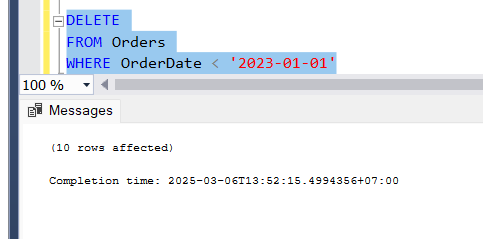 DELETE
FROM Orders
WHERE OrderDate < '2023-01-01'
100 %
Messages
(10 rows affected)
Completion time: 2025-03-06T13:52:15.4994356+07:00